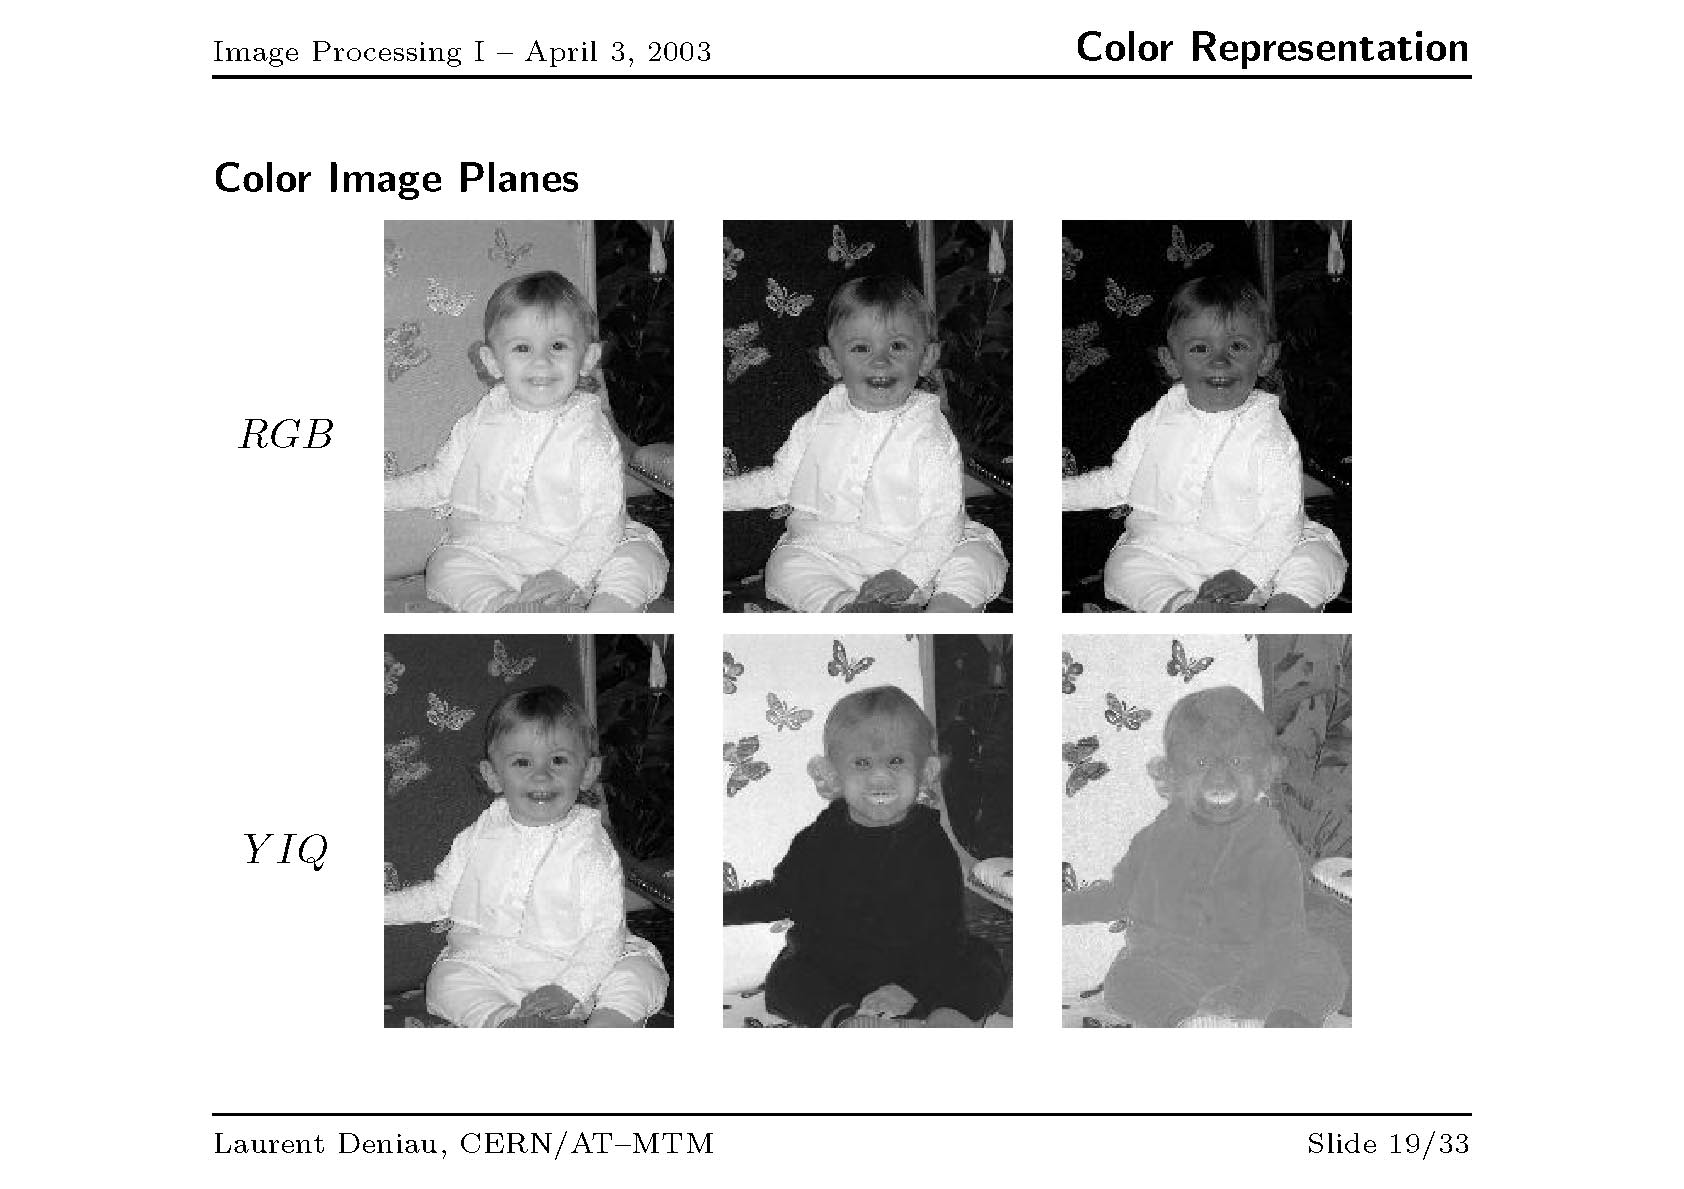 Image Processing I – April 3, 2003
Color Representation
Color Image Planes
RGB
YIQ
Laurent Deniau, CERN/AT–MTM
Slide 19/33